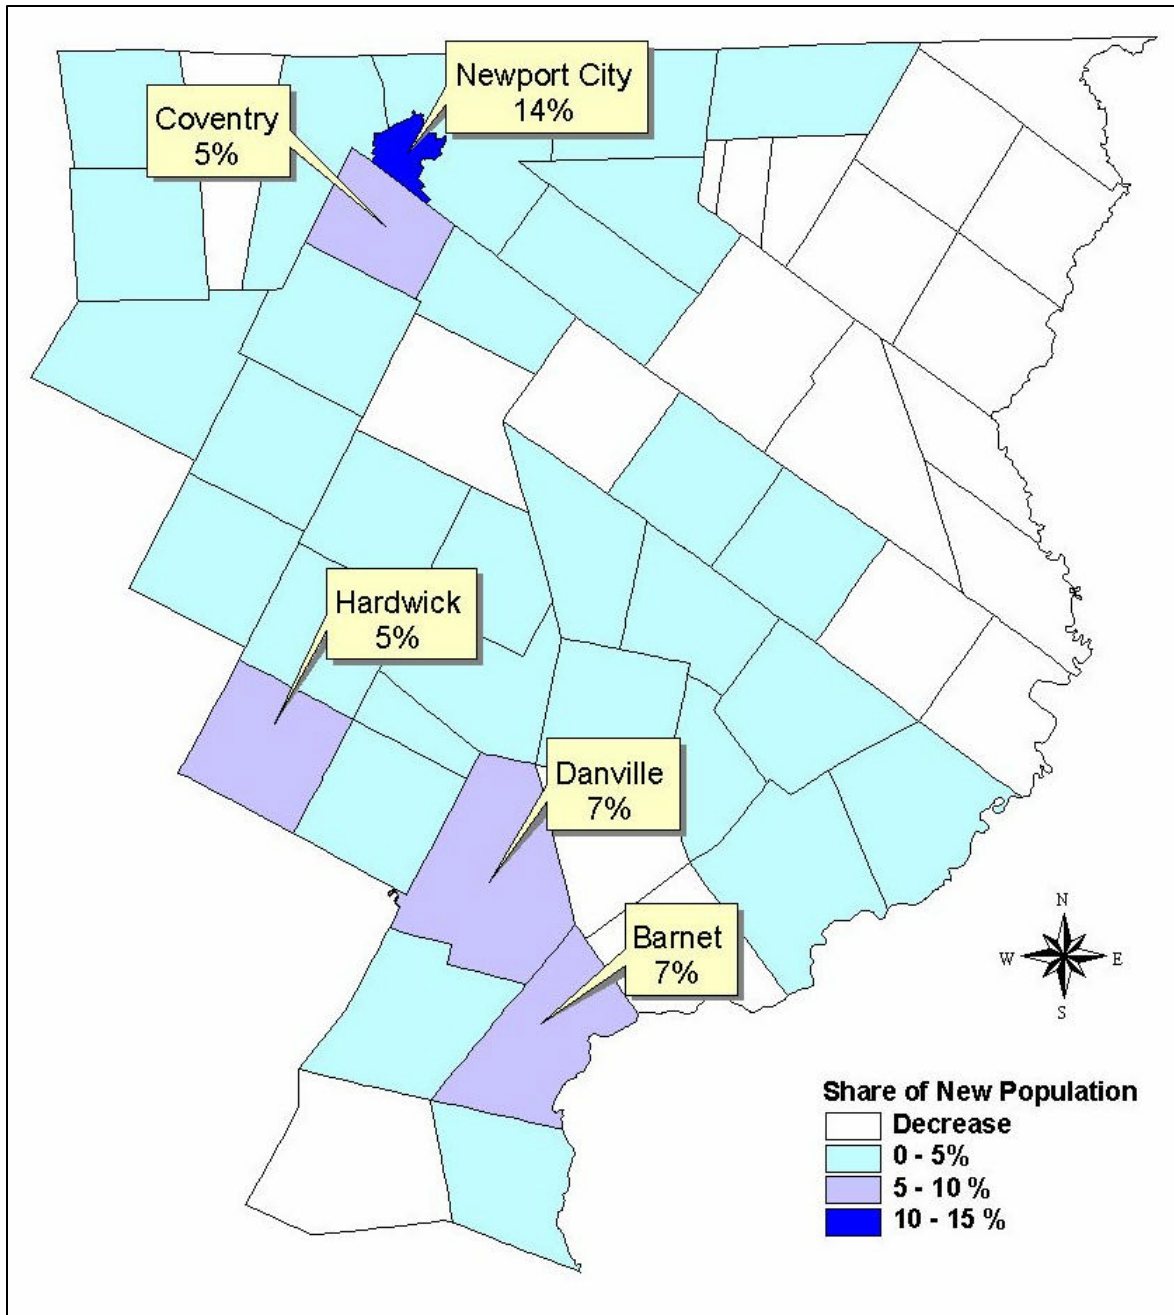 Newport City
14%
Coventry
5%
Hardwick
5%
Danville
7%
Barnet
7%
N
W
E
S
Share of New Population
Decrease
0 - 5%
5 - 10 %
10 - 15 %